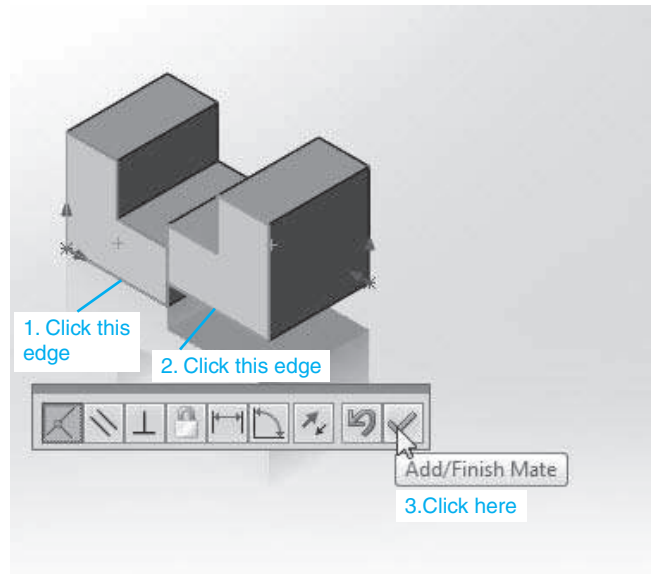 1. Click this
edge
2. Click this edge
Add/Finish Mate
3.Click here